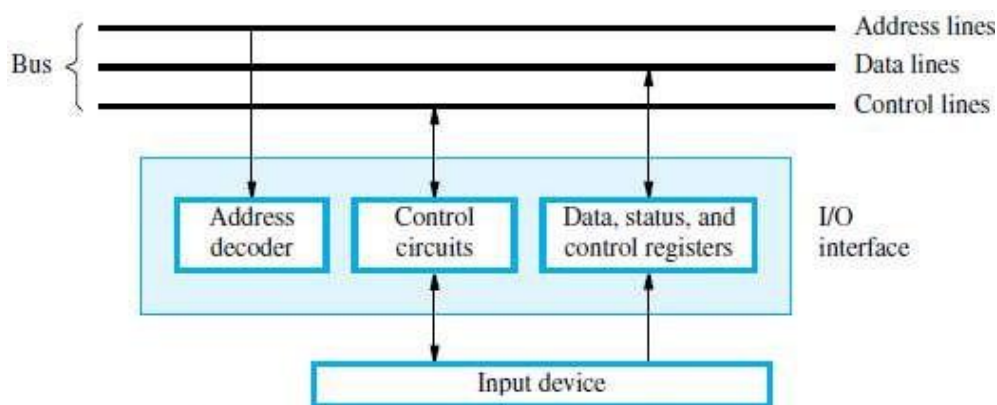 Address lines
Bus
Data lines
Control lines
Address
decoder
Control
circuits
Data, status, and
control registers
I/O
interface
Input device